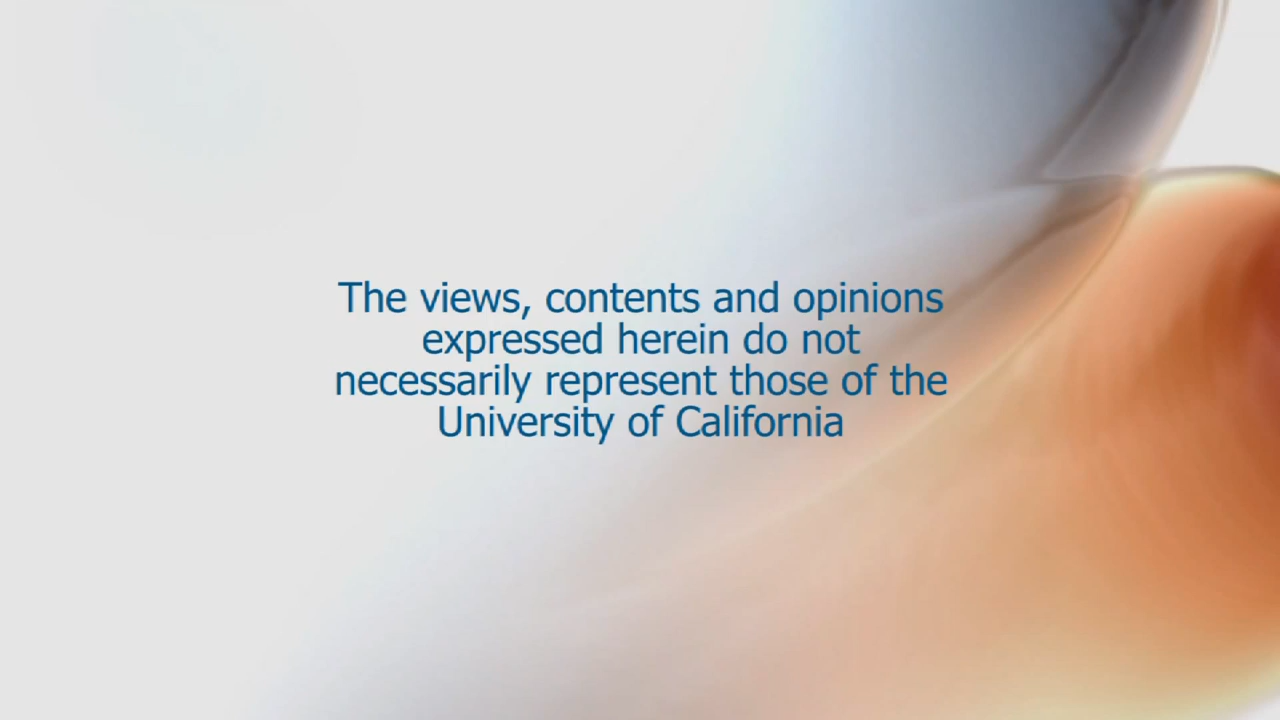 The views, contents and opinions
expressed herein do not
necessarily represent those of the
University of California